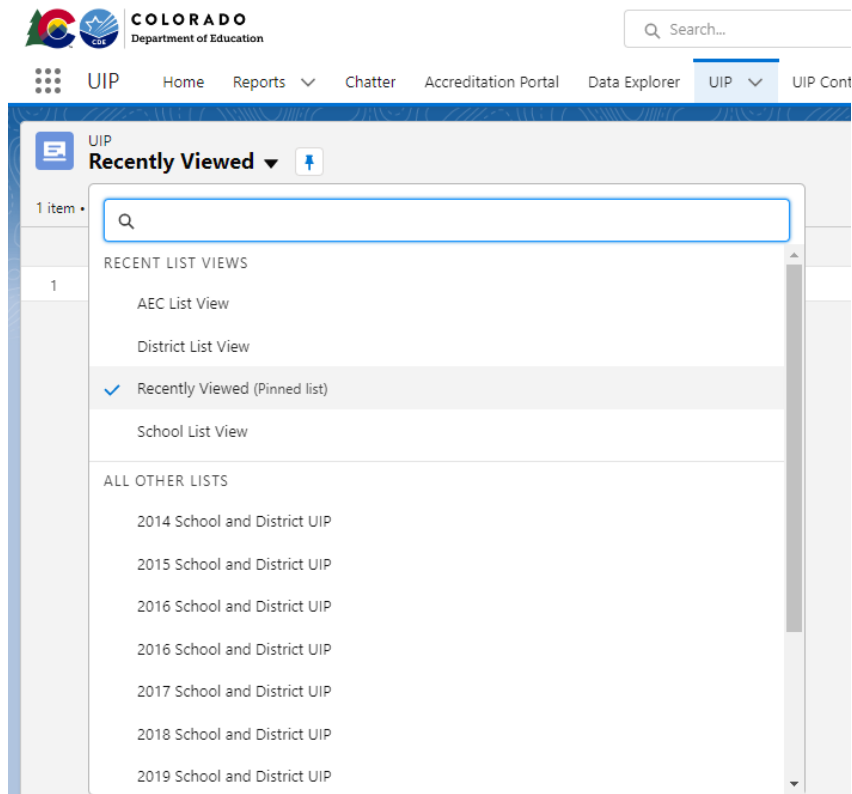 COLORADO
CDE
Department of Education
Search...
UIP Home Reports Chatter Accreditation Portal Data Explorer UIP UIP Cont
UIP
Recently Viewed
1 item •
RECENT LIST VIEWS
1
AEC List View
District List View
Recently Viewed (Pinned list)
School List View
ALL OTHER LISTS
2014 School and District UIP
2015 School and District UIP
2016 School and District UIP
2016 School and District UIP
2017 School and District UIP
2018 School and District UIP
2019 School and District UIP